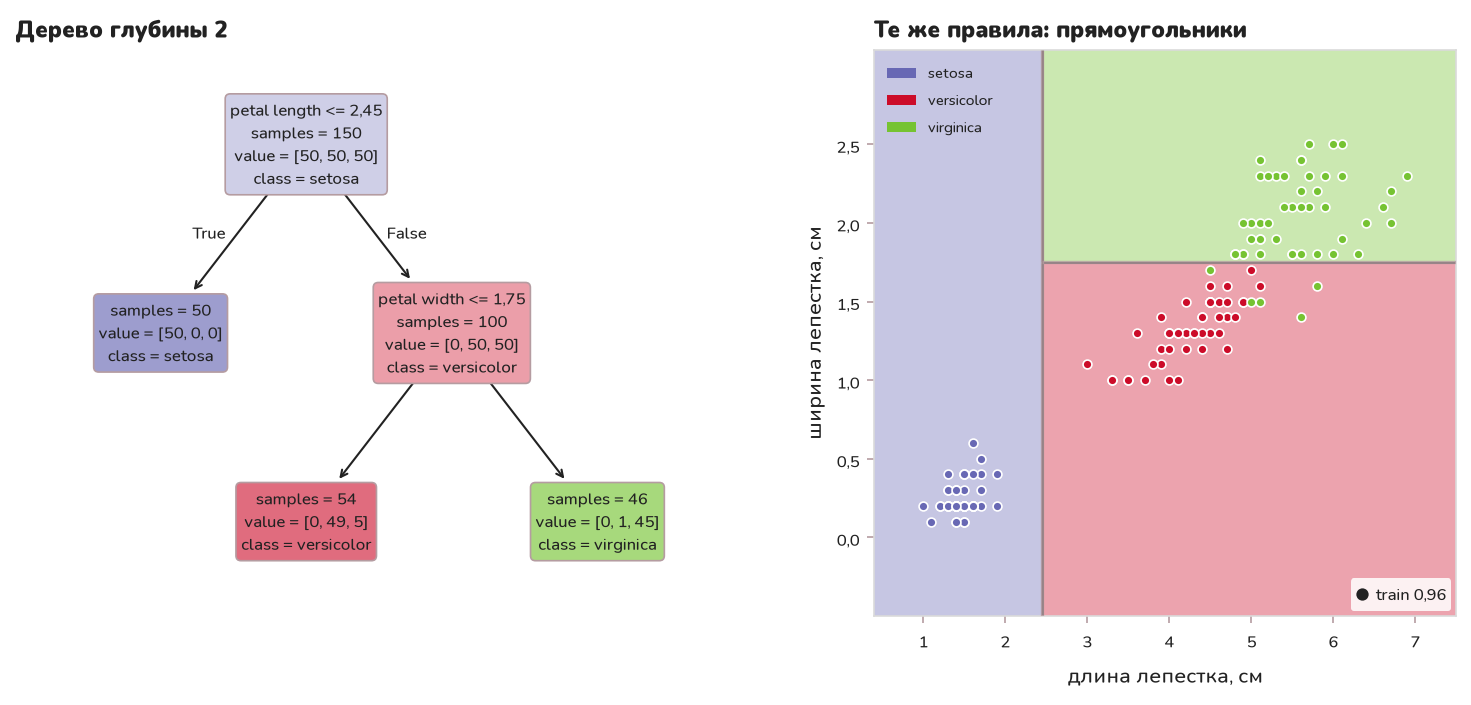 Дерево глубины 2
petal length <= 2,45
samples = 150
value = [50, 50, 50]
class = setosa
True
False
samples = 50
value = [50, 0, 0]
class = setosa
petal width <= 1,75
samples = 100
value = [0, 50, 50]
class = versicolor
samples = 54
value = [0, 49, 5]
class = versicolor
samples = 46
value = [0, 1, 45]
class = virginica
Те же правила: прямоугольники
setosa
versicolor
virginica
ширина лепестка, см
2,5
2,0
1,5
1,0
0,5
0,0
train 0,96
1 2 3 4 5 6 7
длина лепестка, см